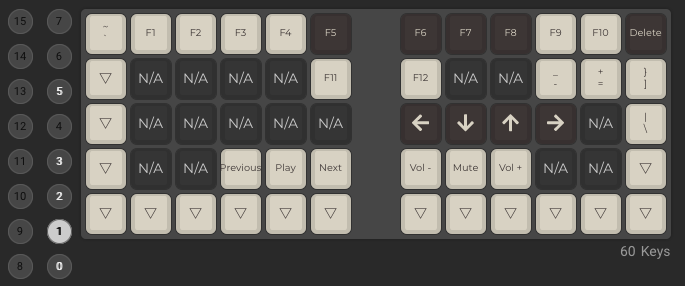 15 7
14 6
13 5
12 4
11 3
10 2
9 1
8 0
F1 F2 F3 F4 F5 F6 F7 F8 F9 F10 Delete
▽ N/A N/A N/A N/A F11 F12 N/A N/A _ - + = } ]
▽ N/A N/A N/A N/A N/A ← ↓ ↑ → N/A | \
▽ N/A N/A Previous Play Next Vol - Mute Vol + N/A N/A ▽
▽ ▽ ▽ ▽ ▽ ▽ ▽ ▽ ▽ ▽ ▽ ▽
60 Keys